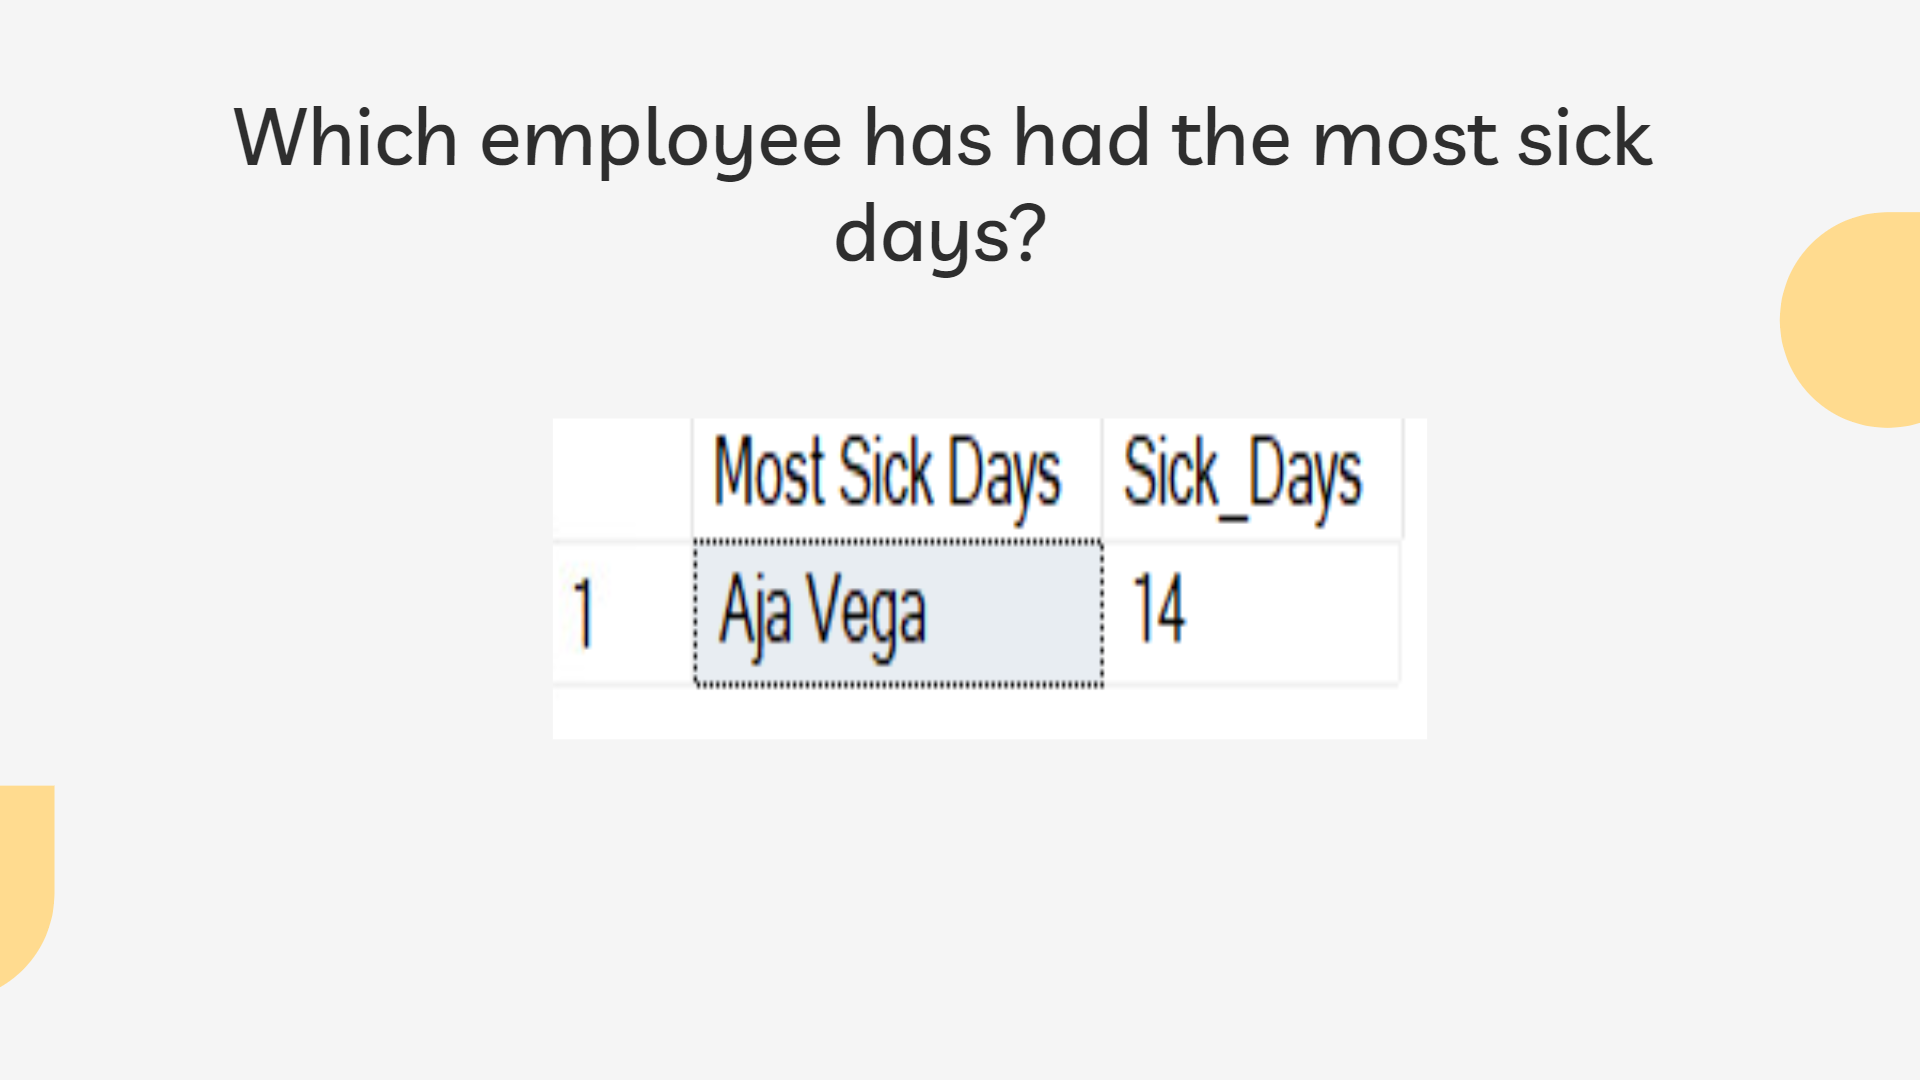 Which employee has had the most sick
days?
Most Sick Days Sick_Days
1 Aja Vega 14